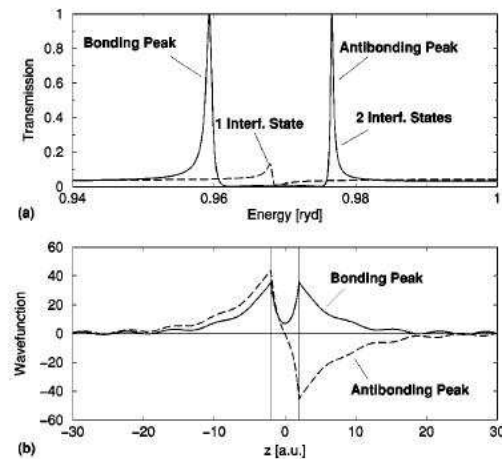 Bonding Peak
Antibonding Peak
1 Interf. State
2 Interf. States
Transmission
1
0.8
0.6
0.4
0.2
0
0.94
0.96
0.98
1
(a)
Energy [ryd]
Wavefunction
60
40
20
0
−20
−40
−60
Bonding Peak
Antibonding Peak
−30
−20
−10
0
10
20
30
(b)
z [a.u.]